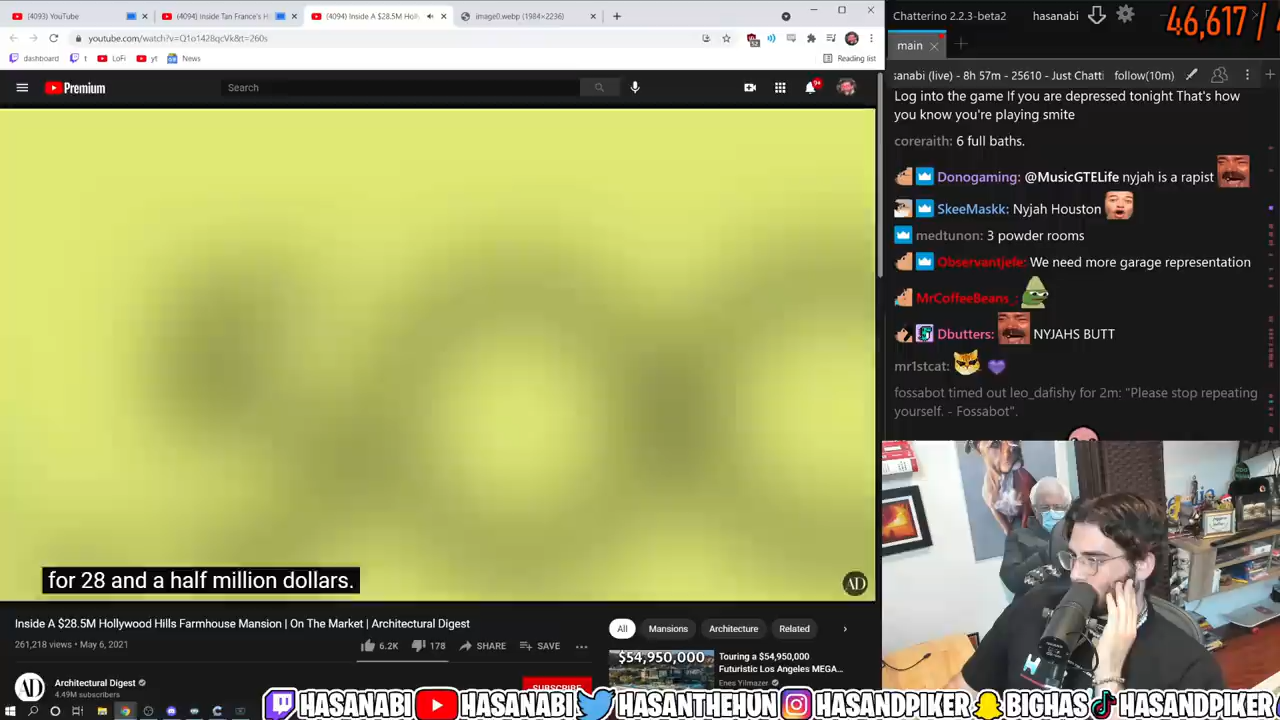 (4093) YouTube
(4094) Inside Tan France's H
(4094) Inside A $28.5M Holl
image0.webp (1984×2236)
youtube.com/watch?v=Q1o1428qcVk&t=260s
dashboard
t
LoFi
yt
News
Reading list
Premium
Search
9+
for 28 and a half million dollars.
AD
Inside A $28.5M Hollywood Hills Farmhouse Mansion | On The Market | Architectural Digest
261,218 views • May 6, 2021
6.2K
178
SHARE
SAVE
AD
Architectural Digest
4.49M subscribers
SUBSCRIBE
All
Mansions
Architecture
Related
$54,950,000
Touring a $54,950,000
Futuristic Los Angeles MEGA...
Enes Yilmazer
Chatterino 2.2.3-beta2
hasanabi
46,617 /
main
sanabi (live) - 8h 57m - 25610 - Just Chatti
follow(10m)
Log into the game If you are depressed tonight That's how
you know you're playing smite
coreraith: 6 full baths.
Donogaming: @MusicGTELife nyjah is a rapist
SkeeMaskk: Nyjah Houston
medtunon: 3 powder rooms
Observantjefe: We need more garage representation
MrCoffeeBeans_:
Dbutters: NYJAHS BUTT
mr1stcat:
fossabot timed out leo_dafishy for 2m: "Please stop repeating
yourself. - Fossabot".
HASANABI
HASANABI
HASANTHEHUN
HASANDPIKER
BIGHAS
HASANDPIKER